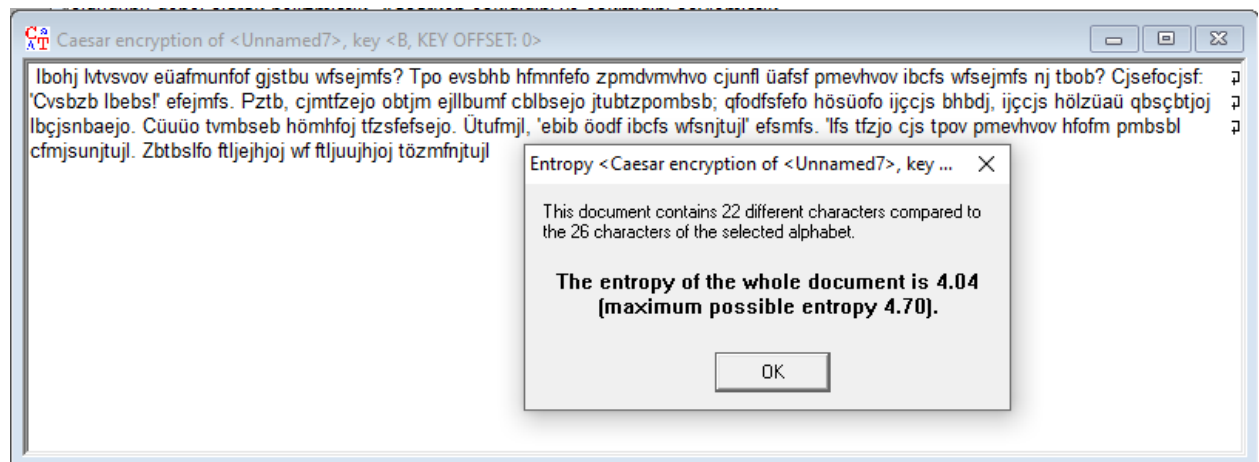 Caesar encryption of <Unnamed7>, key <B, KEY OFFSET: 0>
Ibohj lvtvsvov eüafmunfof gjstbu wfsejmfs? Tpo evsbhb hfmnfefo zpmdvmvhvo cjunfl üafsf pmevhvov ibcfs wfsejmfs nj tbob? Cjsefocjsf:
'Cvsbzb lbebs!' efejmfs. Pztb, cjmtfzejo obtjm ejllbumf cblbsejo jtubtzpombsb; qfodfsfefo hösüofo ijççjs bhbdj, ijççjs hölzüaü qbsçbtjoj
lbçjsnbaejo. Cüuüo tvmbseb hömhfoj tfzsfefsejo. Ütufmjl, 'ebib öodf ibcfs wfsnjtujl' efsmfs. 'Ifs tfzjo cjs tpov pmevhvov hfofm pmbsbl
cfmjsunjtujl. Zbtbslfo ftljejhjoj wf ftljuujhjoj tözmfnjtujl
Entropy <Caesar encryption of <Unnamed7>, key ...
This document contains 22 different characters compared to
the 26 characters of the selected alphabet.
The entropy of the whole document is 4.04
(maximum possible entropy 4.70).
OK